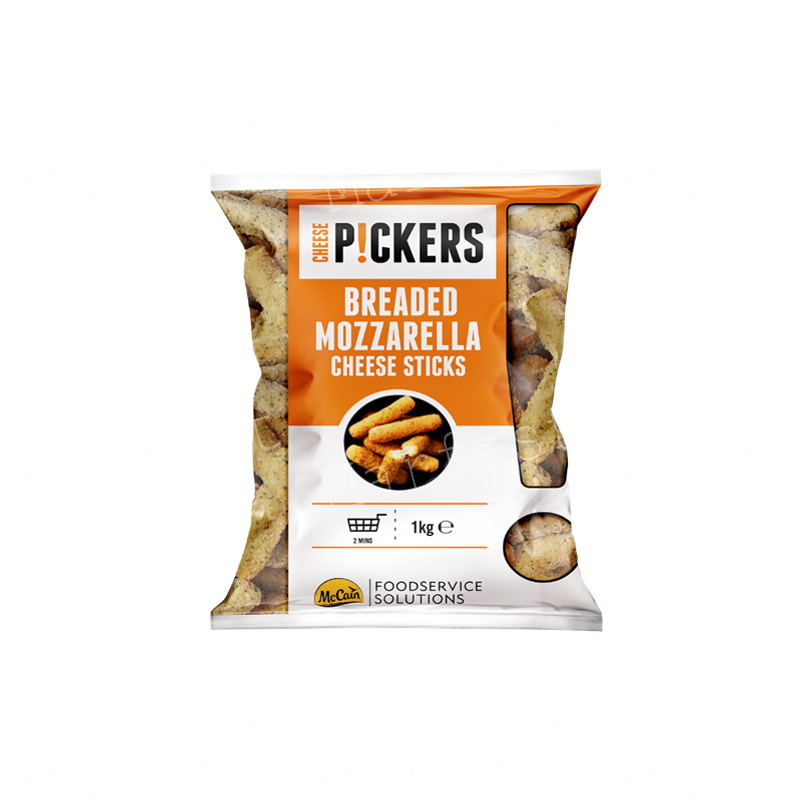 CHEESE
P!CKERS
BREADED
MOZZARELLA
CHEESE STICKS
2 MINS
1kg ℮
McCain
FOODSERVICE
SOLUTIONS